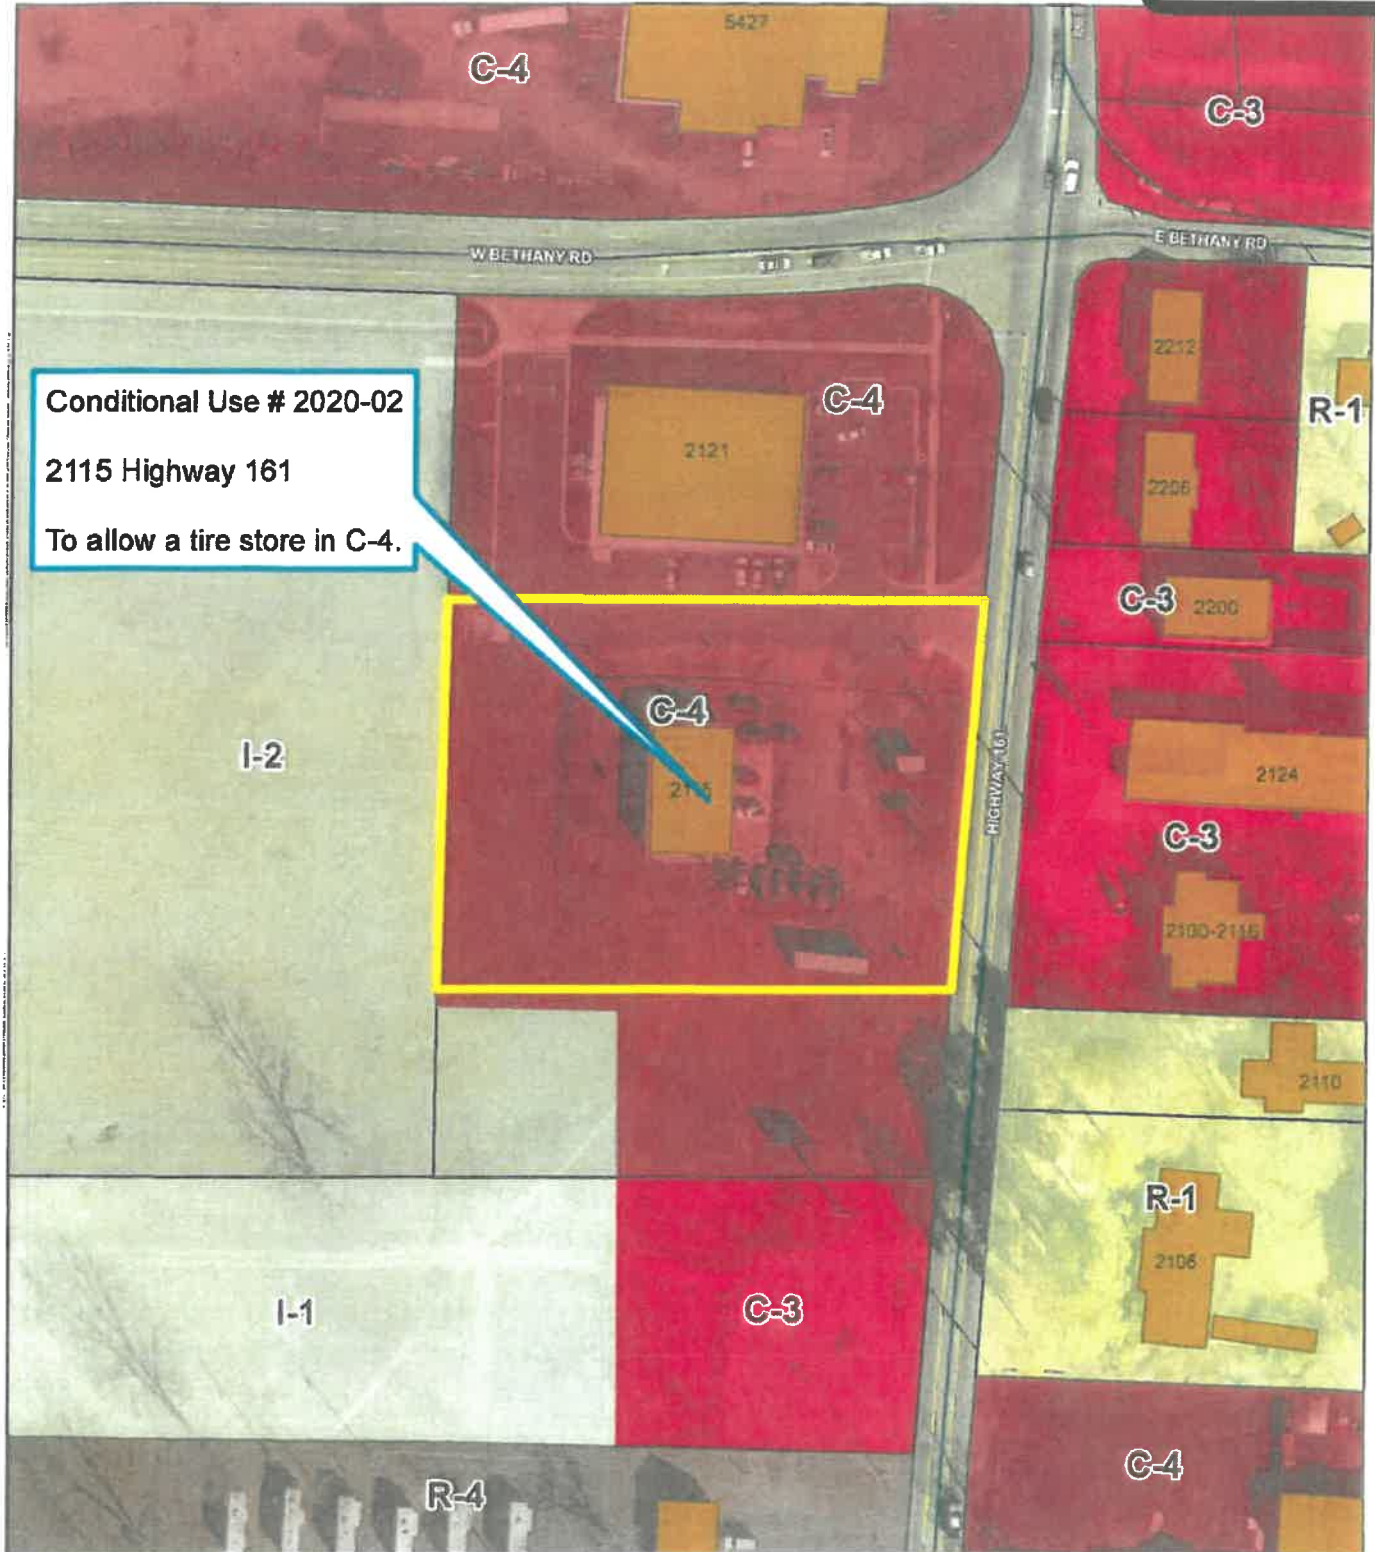 5427
C-4
C-3
W BETHANY RD
E BETHANY RD
2212
R-1
Conditional Use # 2020-02
2115 Highway 161
To allow a tire store in C-4.
C-4
2121
2206
C-3
2200
C-4
I-2
HIGHWAY 161
2124
C-3
2100-2116
2110
R-1
2106
I-1
C-3
C-4
R-4